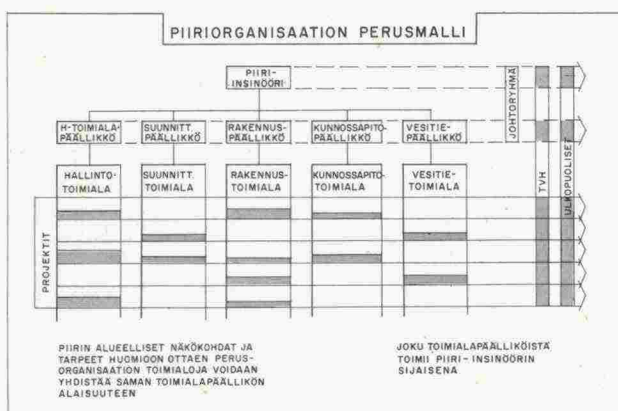 PIIRIORGANISAATION PERUSMALLI
PIIRI-
INSINÖÖRI
JOHTORYHMÄ
TVH
ULKOPUOLISET
H-TOIMIALA-
PÄÄLLIKKÖ
SUUNNITT.
PÄÄLLIKKÖ
RAKENNUS-
PÄÄLLIKKÖ
KUNNOSSAPITO-
PÄÄLLIKKÖ
VESITIE-
PÄÄLLIKKÖ
HALLINTO-
TOIMIALA
SUUNNITT.
TOIMIALA
RAKENNUS-
TOIMIALA
KUNNOSSAPITO-
TOIMIALA
VESITIE-
TOIMIALA
PROJEKTIT
PIIRIN ALUEELLISET NÄKÖKOHDAT JA
TARPEET HUOMIOON OTTAEN PERUS-
ORGANISAATION TOIMIALOJA VOIDAAN
YHDISTÄÄ SAMAN TOIMIALAPÄÄLLIKÖN
ALAISUUTEEN
JOKU TOIMIALAPÄÄLLIKÖISTÄ
TOIMII PIIRI-INSINÖÖRIN
SIJAISENA